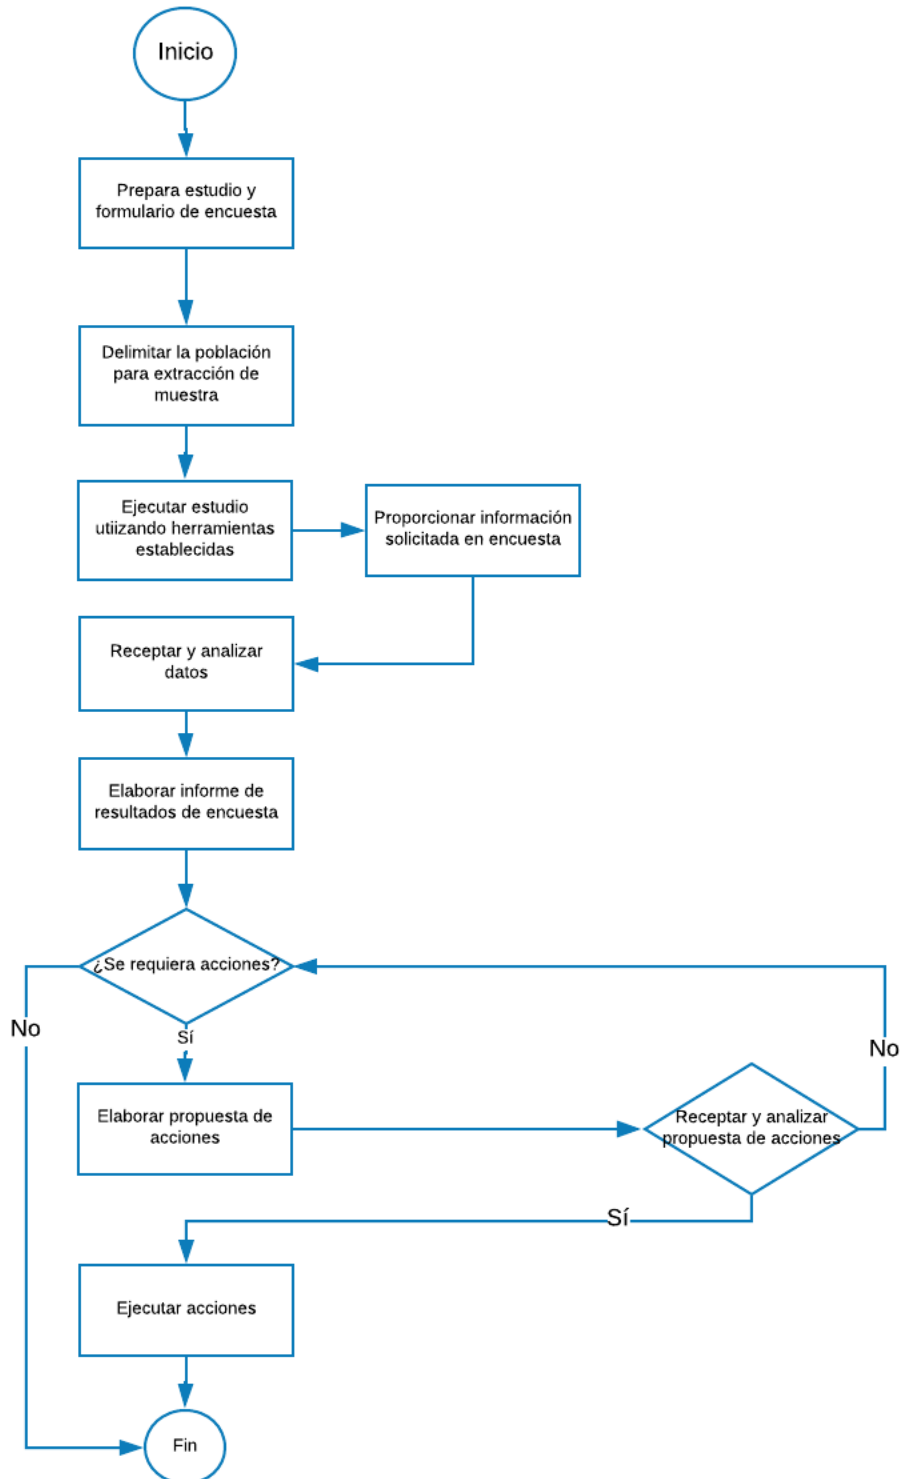 Inicio
Prepara estudio y
formulario de encuesta
Delimitar la población
para extracción de
muestra
Ejecutar estudio
utiizando herramientas
establecidas
Proporcionar información
solicitada en encuesta
Receptar y analizar
datos
Elaborar informe de
resultados de encuesta
¿Se requiera acciones?
No
Sí
No
Elaborar propuesta de
acciones
Receptar y analizar
propuesta de acciones
Sí
Ejecutar acciones
Fin